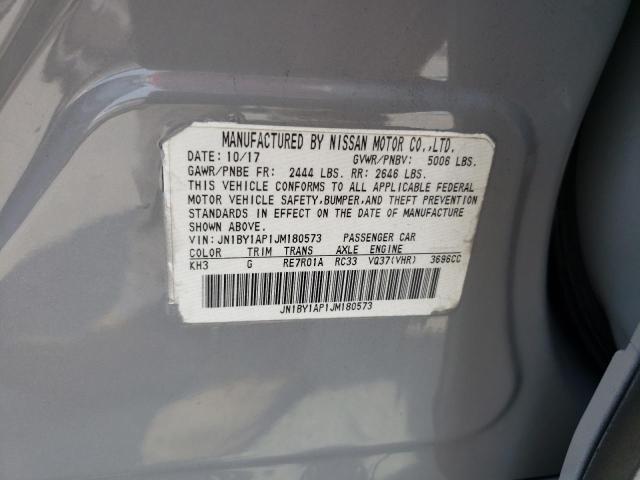 MANUFACTURED BY NISSAN MOTOR CO.,LTD.
DATE: 10/17 GVWR/PNBV: 5006 LBS.
GAWR/PNBE FR: 2444 LBS. RR: 2646 LBS.
THIS VEHICLE CONFORMS TO ALL APPLICABLE FEDERAL
MOTOR VEHICLE SAFETY,BUMPER,AND THEFT PREVENTION
STANDARDS IN EFFECT ON THE DATE OF MANUFACTURE
SHOWN ABOVE.
VIN: JN1BY1AP1JM180573 PASSENGER CAR
COLOR TRIM TRANS AXLE ENGINE
KH3 G RE7R01A RC33 VQ37(VHR) 3696CC
JN1BY1AP1JM180573